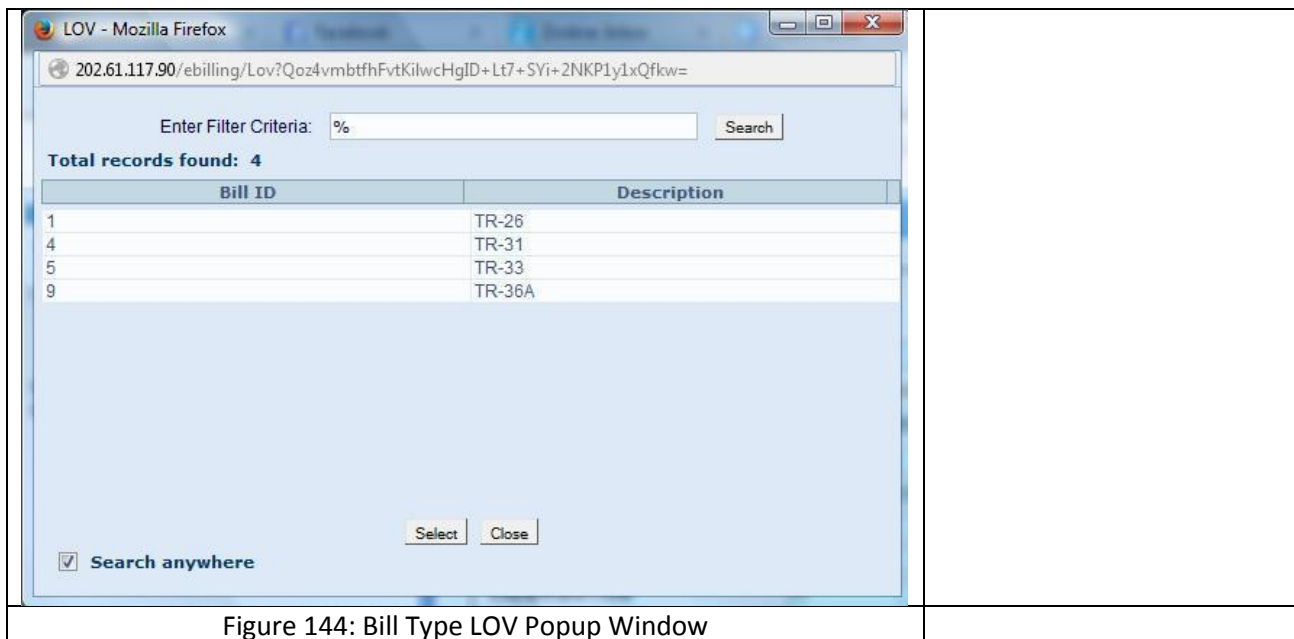 LOV - Mozilla Firefox
202.61.117.90/ebilling/Lov?Qoz4vmbtfhFvtKilwcHgID+Lt7+SYi+2NKP1y1xQfkw=
Enter Filter Criteria: % Search
Total records found: 4
Bill ID Description
1 TR-26
4 TR-31
5 TR-33
9 TR-36A
Select Close
Search anywhere
Figure 144: Bill Type LOV Popup Window